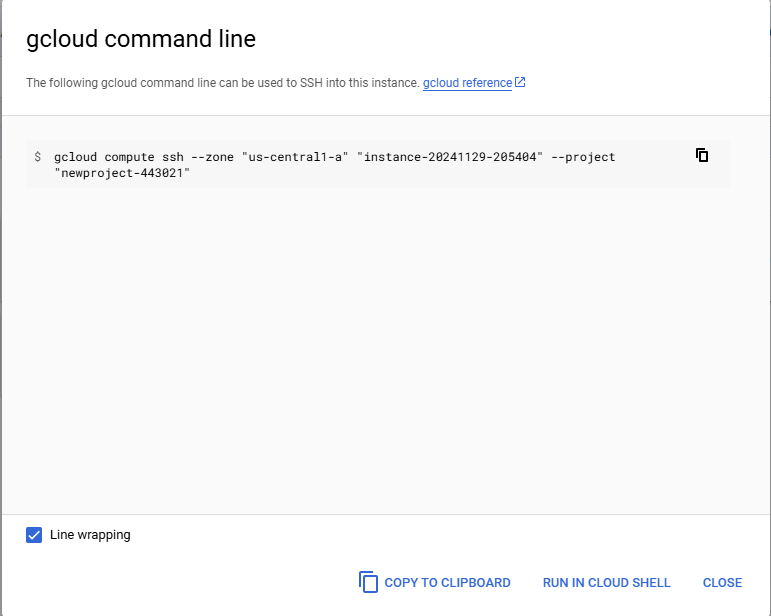 gcloud command line
The following gcloud command line can be used to SSH into this instance. gcloud reference
$ gcloud compute ssh --zone "us-central1-a" "instance-20241129-205404" --project
"newproject-443021"
Line wrapping
COPY TO CLIPBOARD RUN IN CLOUD SHELL CLOSE